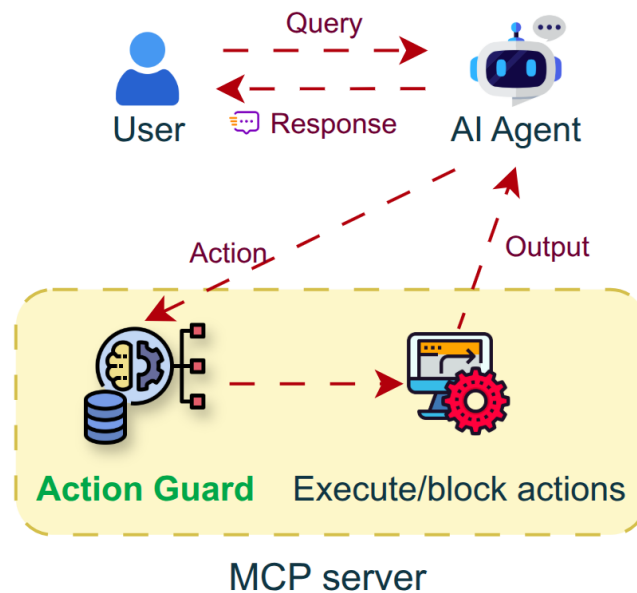 Query
Response
User
AI Agent
Action
Output
Action Guard
Execute/block actions
MCP server